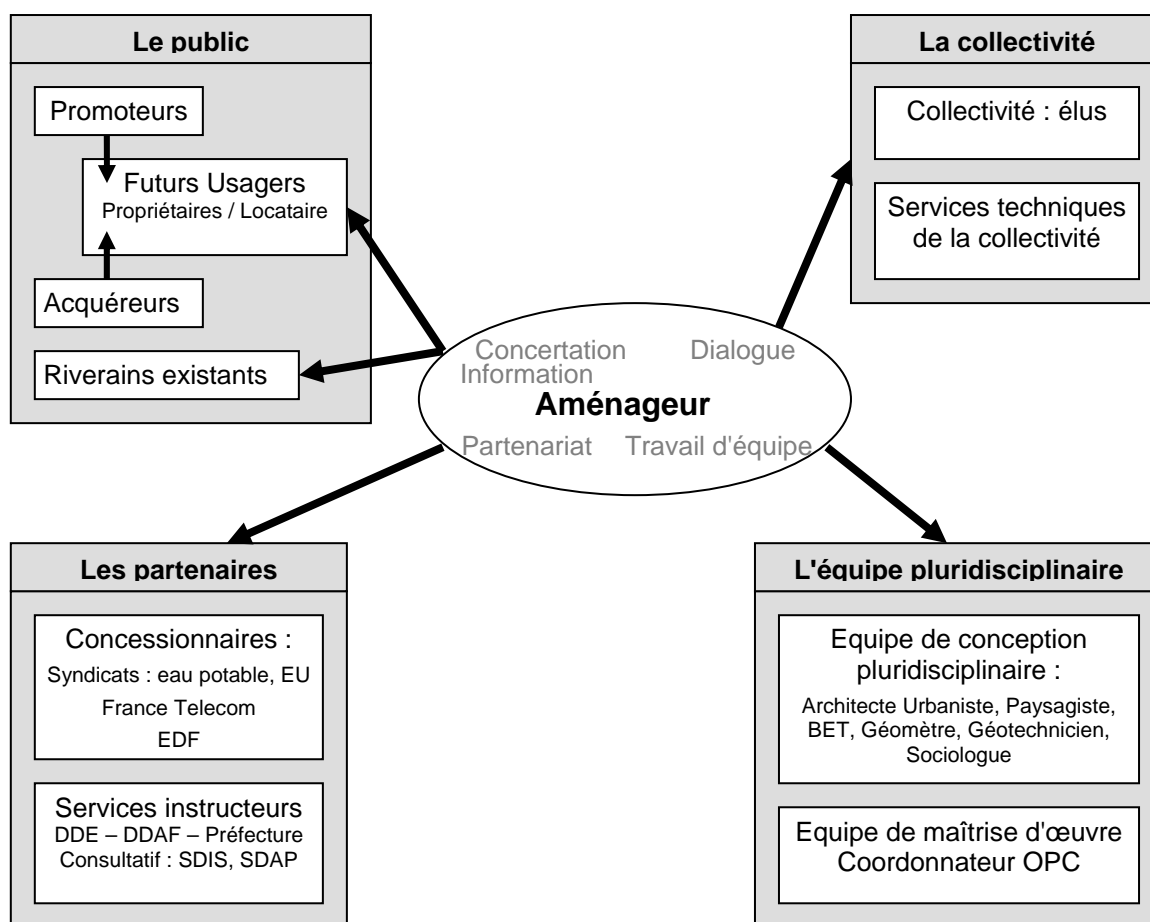 Le public
Promoteurs
Futurs Usagers
Propriétaires / Locataire
Acquéreurs
Riverains existants
La collectivité
Collectivité : élus
Services techniques
de la collectivité
Concertation
Dialogue
Information
Aménageur
Partenariat
Travail d'équipe
Les partenaires
Concessionnaires :
Syndicats : eau potable, EU
France Telecom
EDF
Services instructeurs
DDE – DDAF – Préfecture
Consultatif : SDIS, SDAP
L'équipe pluridisciplinaire
Equipe de conception
pluridisciplinaire :
Architecte Urbaniste, Paysagiste,
BET, Géomètre, Géotechnicien,
Sociologue
Equipe de maîtrise d'œuvre
Coordonnateur OPC